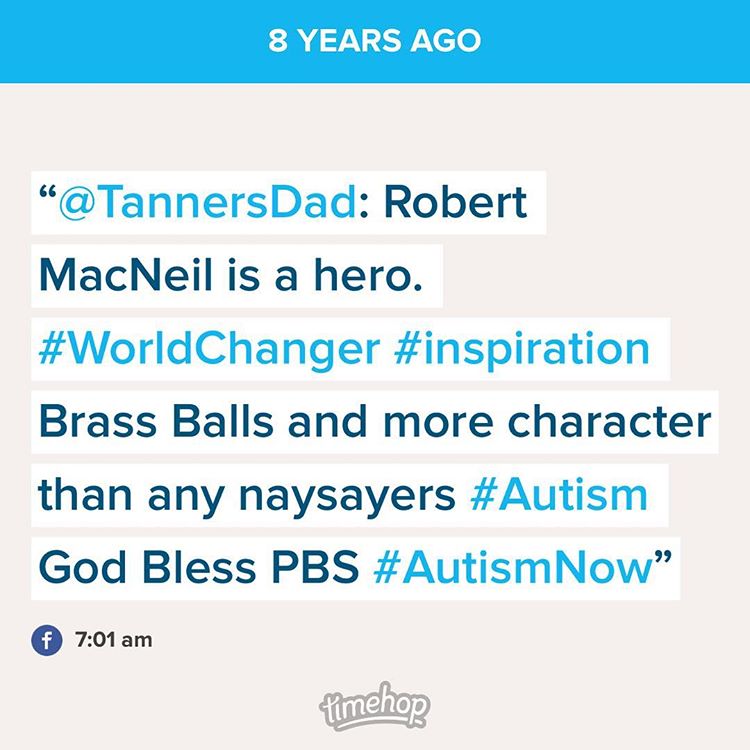 8 YEARS AGO
“@TannersDad: Robert
MacNeil is a hero.
#WorldChanger #inspiration
Brass Balls and more character
than any naysayers #Autism
God Bless PBS #AutismNow”
f 7:01 am
timehop